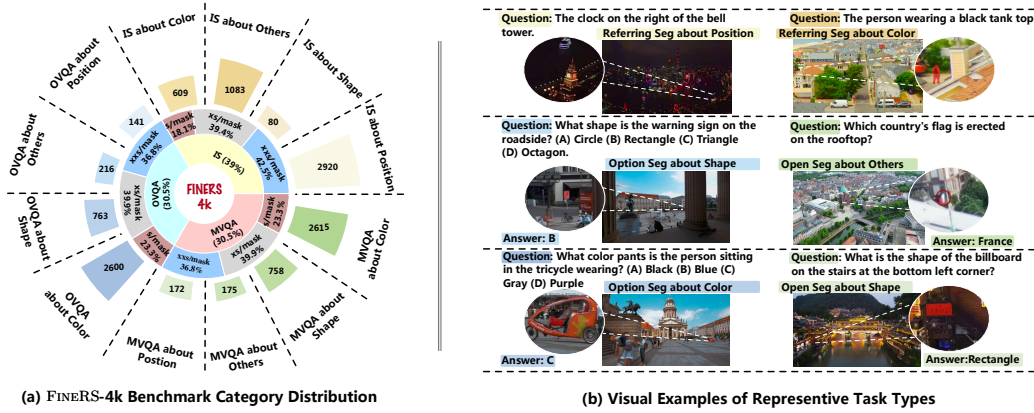 IS about Color
IS about Others
IS about Shape
IS about Position
MVQA about Color
MVQA about Shape
MVQA about Others
MVQA about Postion
OVQA about Color
OVQA about Shape
OVQA about Others
OVQA about Position
609
1083
80
2920
2615
758
175
172
2600
763
216
141
s/mask
18.1%
xs/mask
39.4%
xxs/mask
42.5%
s/mask
23.3%
xs/mask
39.9%
xxs/mask
36.8%
s/mask
23.3%
xs/mask
39.9%
xxs/mask
36.8%
IS (39%)
MVQA
(30.5%)
OVQA
(30.5%)
FINERS
4k
(a) FINERS-4k Benchmark Category Distribution
Question: The clock on the right of the bell
tower.
Referring Seg about Position
Question: The person wearing a black tank top
Referring Seg about Color
Question: What shape is the warning sign on the
roadside? (A) Circle (B) Rectangle (C) Triangle
(D) Octagon.
Option Seg about Shape
Answer: B
Question: Which country's flag is erected
on the rooftop?
Open Seg about Others
Answer: France
Question: What color pants is the person sitting
in the tricycle wearing? (A) Black (B) Blue (C)
Gray (D) Purple
Option Seg about Color
Answer: C
Question: What is the shape of the billboard
on the stairs at the bottom left corner?
Open Seg about Shape
Answer:Rectangle
(b) Visual Examples of Representative Task Types